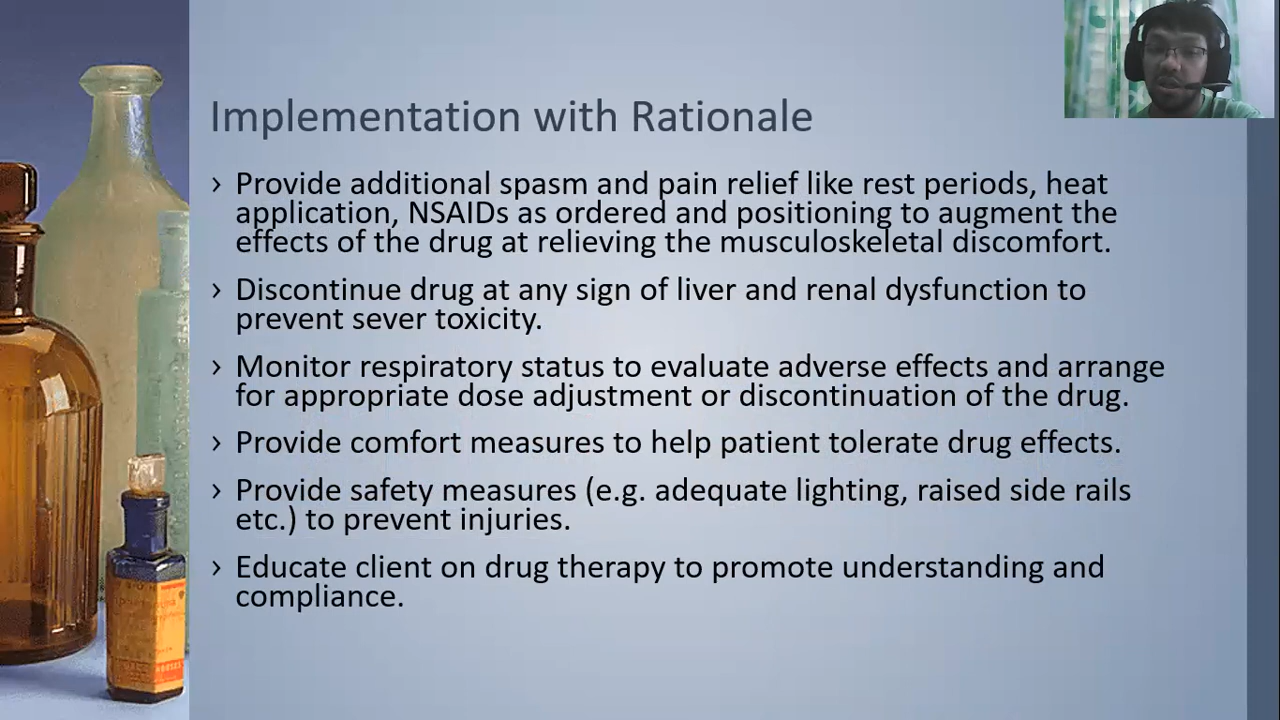 Implementation with Rationale
› Provide additional spasm and pain relief like rest periods, heat
application, NSAIDs as ordered and positioning to augment the
effects of the drug at relieving the musculoskeletal discomfort.
› Discontinue drug at any sign of liver and renal dysfunction to
prevent sever toxicity.
› Monitor respiratory status to evaluate adverse effects and arrange
for appropriate dose adjustment or discontinuation of the drug.
› Provide comfort measures to help patient tolerate drug effects.
› Provide safety measures (e.g. adequate lighting, raised side rails
etc.) to prevent injuries.
› Educate client on drug therapy to promote understanding and
compliance.